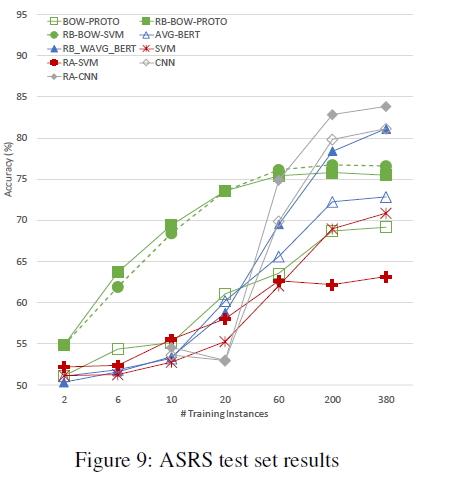 95
90
85
80
75
70
65
60
55
50
Accuracy (%)
BOW-PROTO RB-BOW-PROTO
RB-BOW-SVM AVG-BERT
RB_WAVG_BERT SVM
RA-SVM CNN
RA-CNN
2 6 10 20 60 200 380
# Training Instances
Figure 9: ASRS test set results